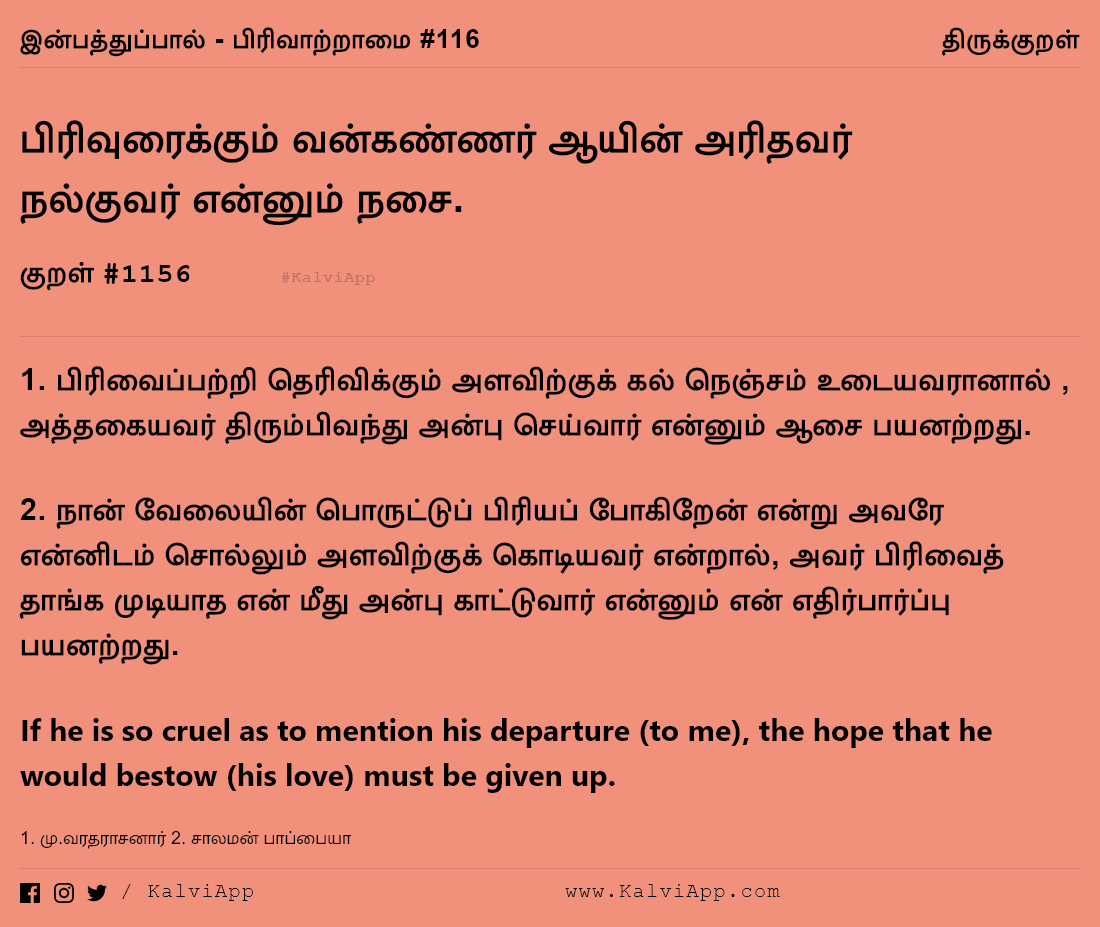 இன்பத்துப்பால் - பிரிவாற்றாமை #116 திருக்குறள்
பிரிவுரைக்கும் வன்கண்ணர் ஆயின் அரிதவர்
நல்குவர் என்னும் நசை.
குறள் #1156 #KalviApp
1. பிரிவைப்பற்றி தெரிவிக்கும் அளவிற்குக் கல் நெஞ்சம் உடையவரானால் ,
அத்தகையவர் திரும்பிவந்து அன்பு செய்வார் என்னும் ஆசை பயனற்றது.
2. நான் வேலையின் பொருட்டுப் பிரியப் போகிறேன் என்று அவரே
என்னிடம் சொல்லும் அளவிற்குக் கொடியவர் என்றால், அவர் பிரிவைத்
தாங்க முடியாத என் மீது அன்பு காட்டுவார் என்னும் என் எதிர்பார்ப்பு
பயனற்றது.
If he is so cruel as to mention his departure (to me), the hope that he
would bestow (his love) must be given up.
1. மு.வரதராசனார் 2. சாலமன் பாப்பையா
/ KalviApp www.KalviApp.com